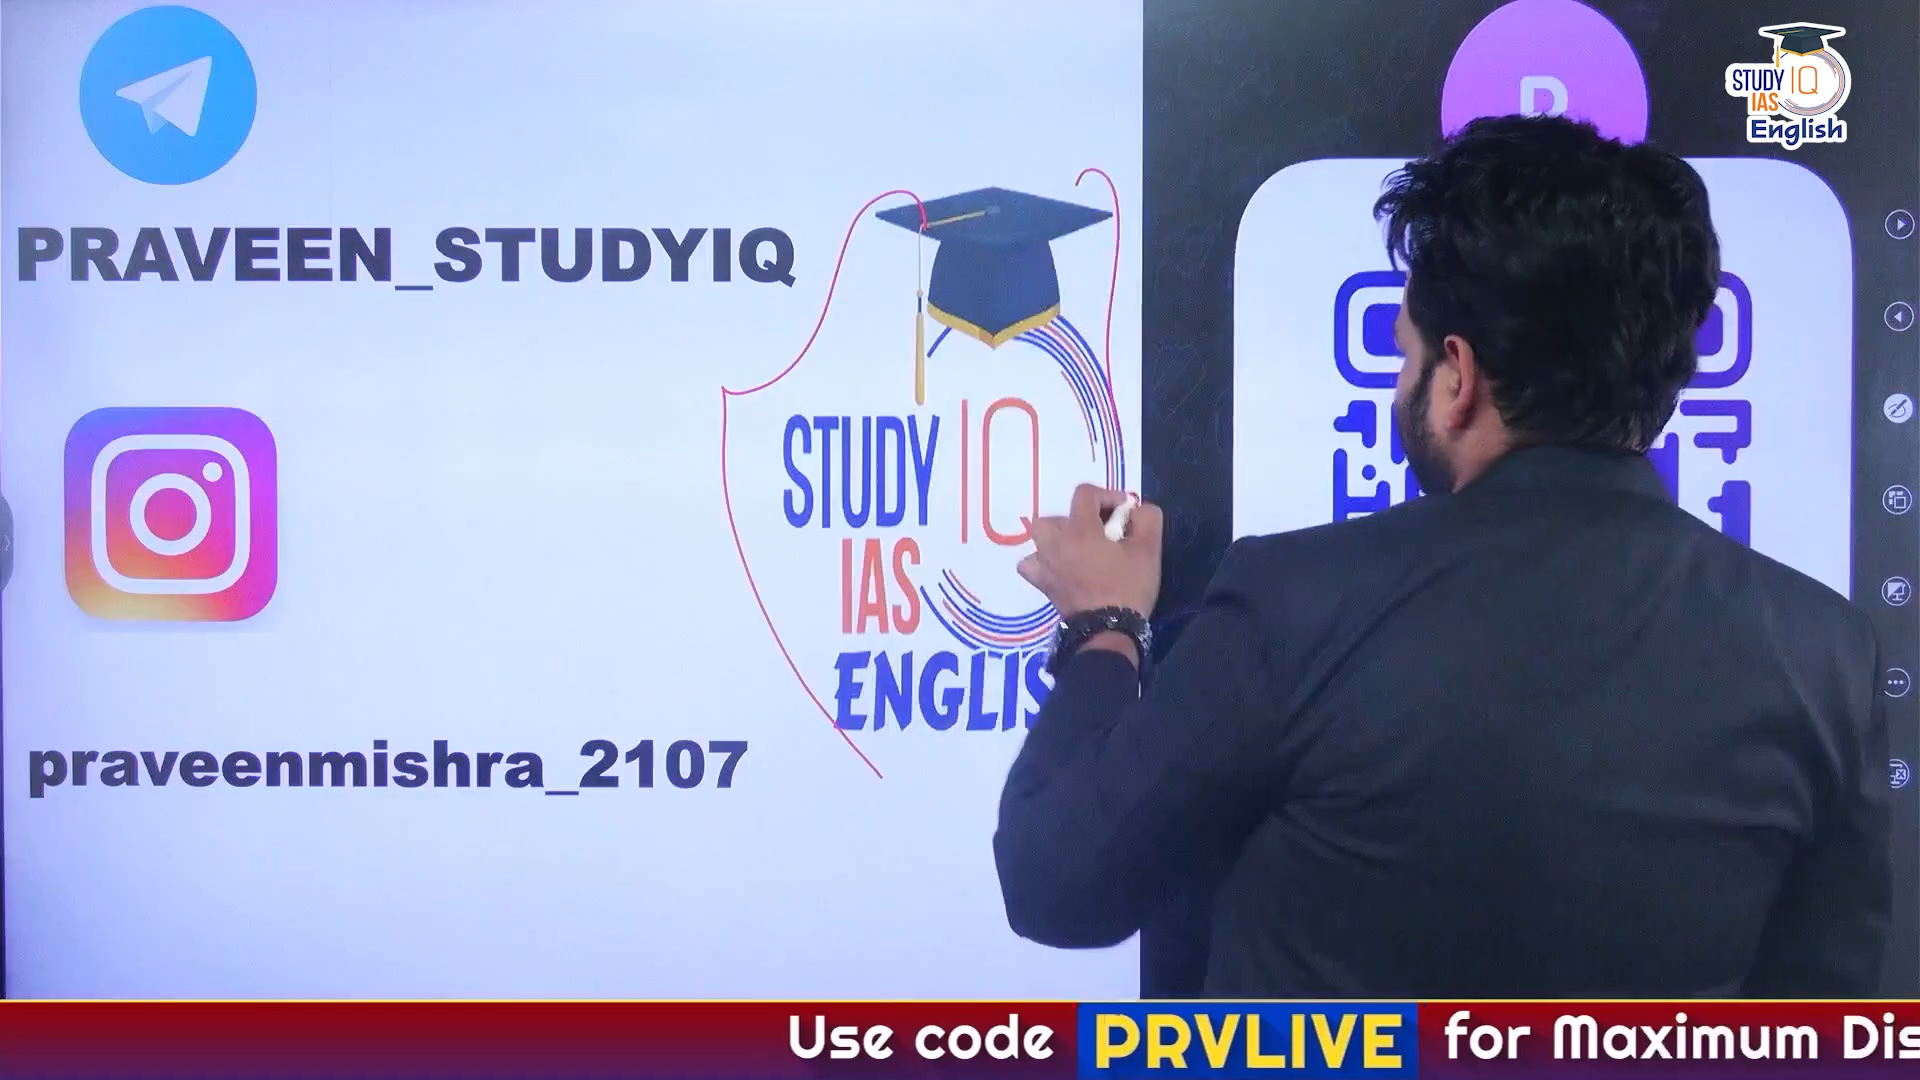 PRAVEEN_STUDYIQ
praveenmishra_2107
STUDY IQ
IAS
ENGLIS
STUDY IQ
IAS
English
Use code PRVLIVE for Maximum Dis